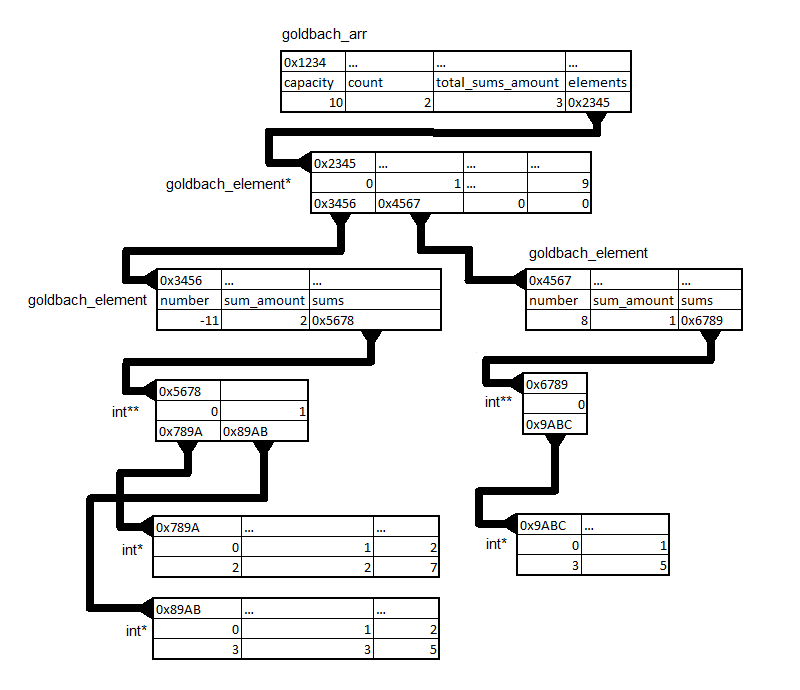 goldbach_arr
0x1234 ... ... ...
capacity count total_sums_amount elements
10 2 3 0x2345
0x2345 ... ... ...
goldbach_element* 0 1 ... 9
0x3456 0x4567 0 0
goldbach_element
0x3456 ... ...
goldbach_element number sum_amount sums
-11 2 0x5678
0x4567 ... ...
number sum_amount sums
8 1 0x6789
0x5678
int** 0 1
0x789A 0x89AB
0x6789
int** 0
0x9ABC
0x789A ... ...
int* 0 1 2
2 2 7
0x9ABC ...
int* 0 1
3 5
0x89AB ... ...
int* 0 1 2
3 3 5